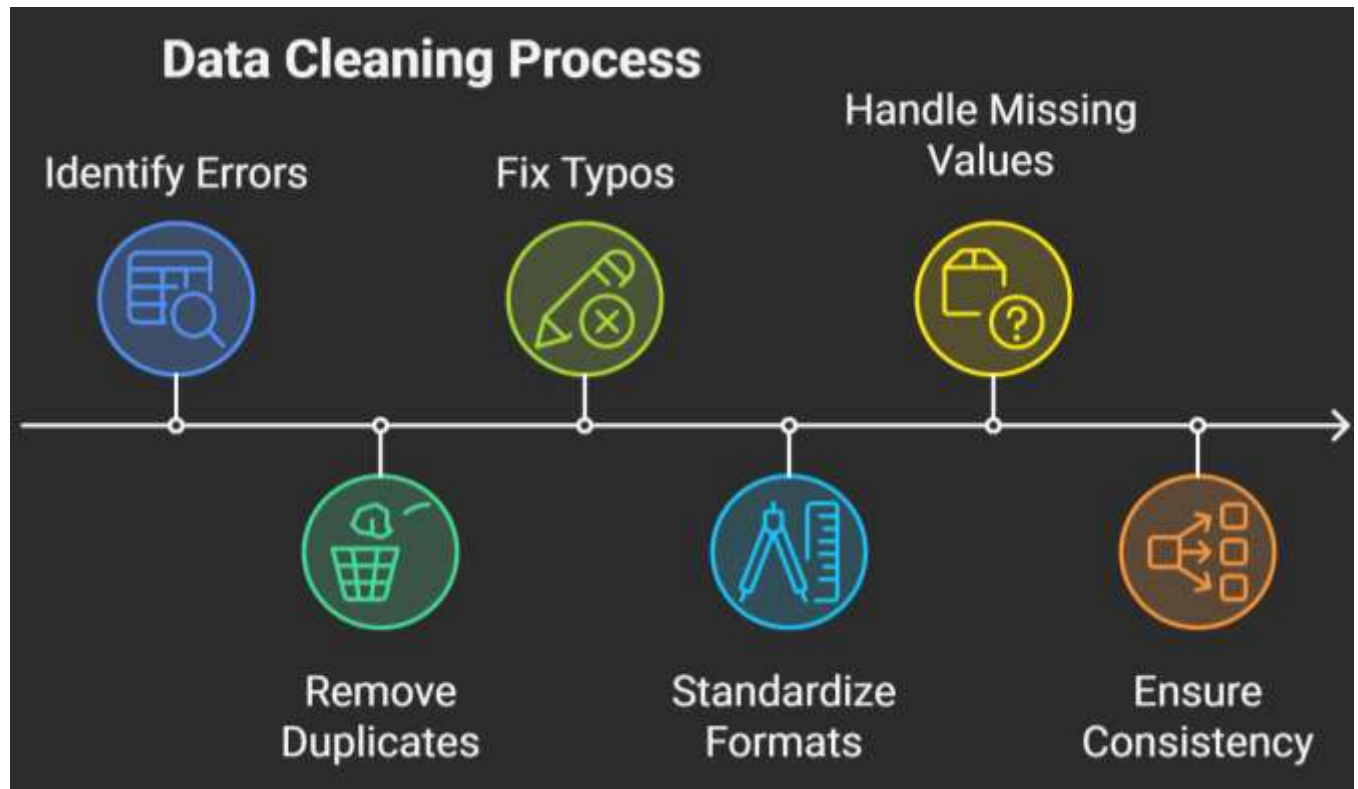 Data Cleaning Process
Identify Errors
Remove
Duplicates
Fix Typos
Standardize
Formats
Handle Missing
Values
Ensure
Consistency